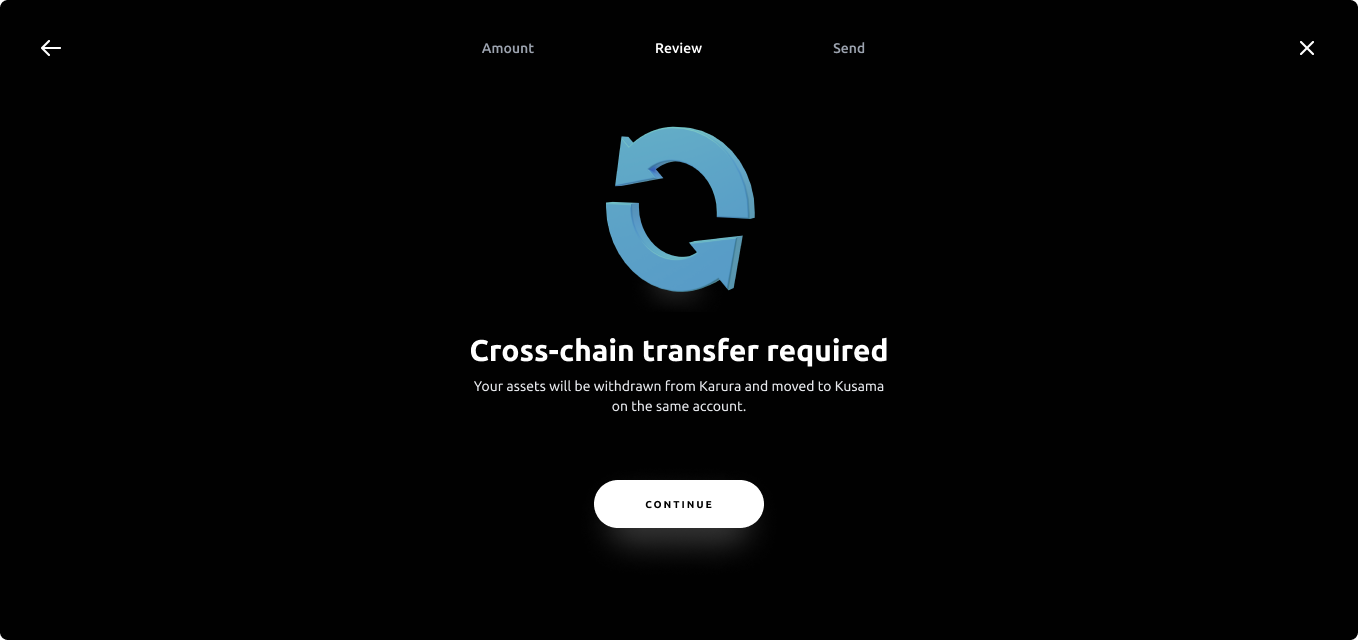 Amount Review Send
Cross-chain transfer required
Your assets will be withdrawn from Karura and moved to Kusama
on the same account.
CONTINUE